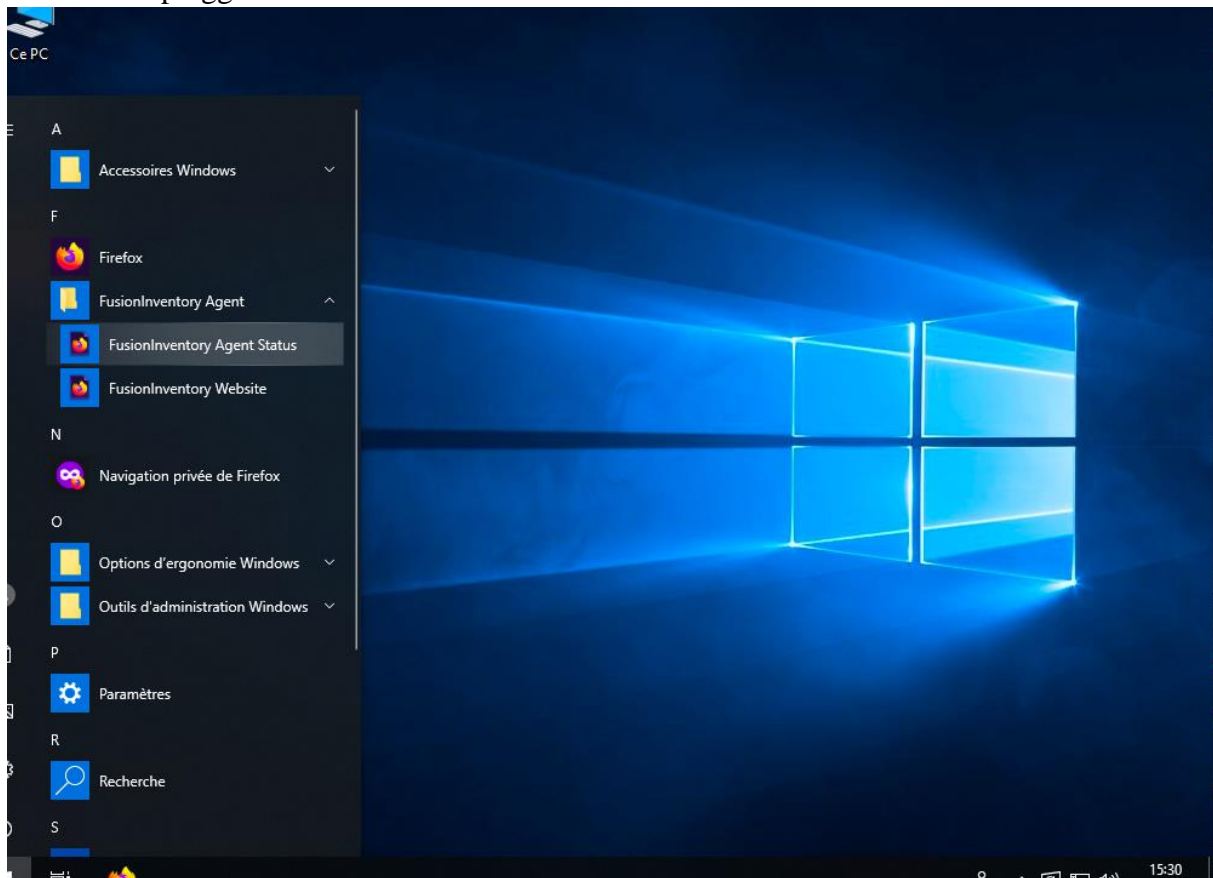 Ce PC
A
Accessoires Windows
F
Firefox
FusionInventory Agent
FusionInventory Agent Status
FusionInventory Website
N
Navigation privée de Firefox
O
Options d'ergonomie Windows
Outils d'administration Windows
P
Paramètres
R
Recherche
S
15:30